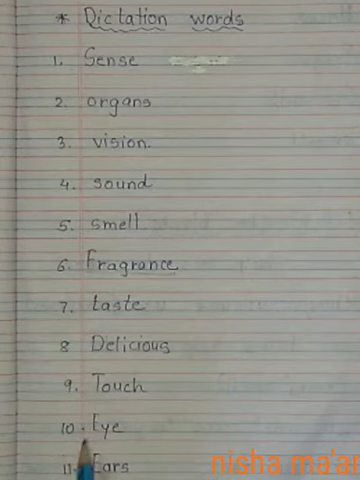 * Dictation words
1. Sense
2. organs
3. vision.
4. sound
5. smell
6. Fragrance
7. taste
8 Delicious
9. Touch
10. Eye
11. Ears
nisha ma'am